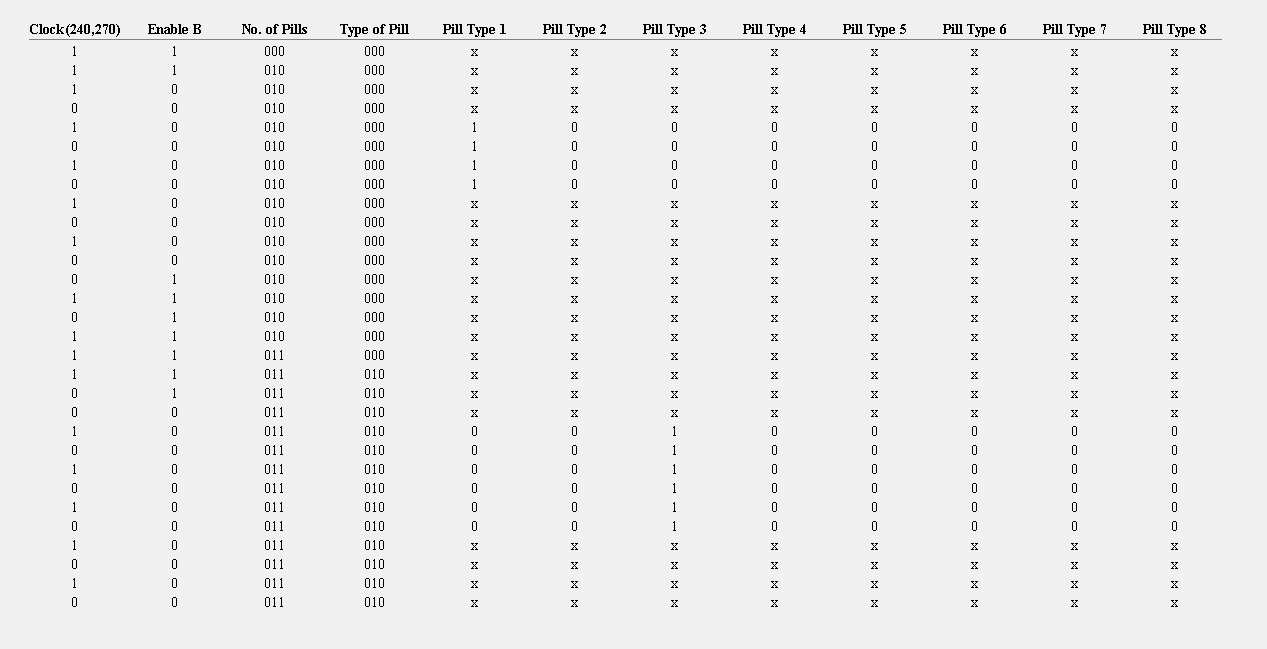 Clock(240,270) Enable B No. of Pills Type of Pill Pill Type 1 Pill Type 2 Pill Type 3 Pill Type 4 Pill Type 5 Pill Type 6 Pill Type 7 Pill Type 8
1 1 000 000 x x x x x x x x
1 1 010 000 x x x x x x x x
1 0 010 000 x x x x x x x x
0 0 010 000 x x x x x x x x
1 0 010 000 1 0 0 0 0 0 0 0
0 0 010 000 1 0 0 0 0 0 0 0
1 0 010 000 1 0 0 0 0 0 0 0
0 0 010 000 1 0 0 0 0 0 0 0
1 0 010 000 x x x x x x x x
0 0 010 000 x x x x x x x x
1 0 010 000 x x x x x x x x
0 0 010 000 x x x x x x x x
0 1 010 000 x x x x x x x x
1 1 010 000 x x x x x x x x
0 1 010 000 x x x x x x x x
1 1 010 000 x x x x x x x x
1 1 011 000 x x x x x x x x
1 1 011 010 x x x x x x x x
0 1 011 010 x x x x x x x x
0 0 011 010 x x x x x x x x
1 0 011 010 0 0 1 0 0 0 0 0
0 0 011 010 0 0 1 0 0 0 0 0
1 0 011 010 0 0 1 0 0 0 0 0
0 0 011 010 0 0 1 0 0 0 0 0
1 0 011 010 0 0 1 0 0 0 0 0
0 0 011 010 0 0 1 0 0 0 0 0
1 0 011 010 x x x x x x x x
0 0 011 010 x x x x x x x x
1 0 011 010 x x x x x x x x
0 0 011 010 x x x x x x x x